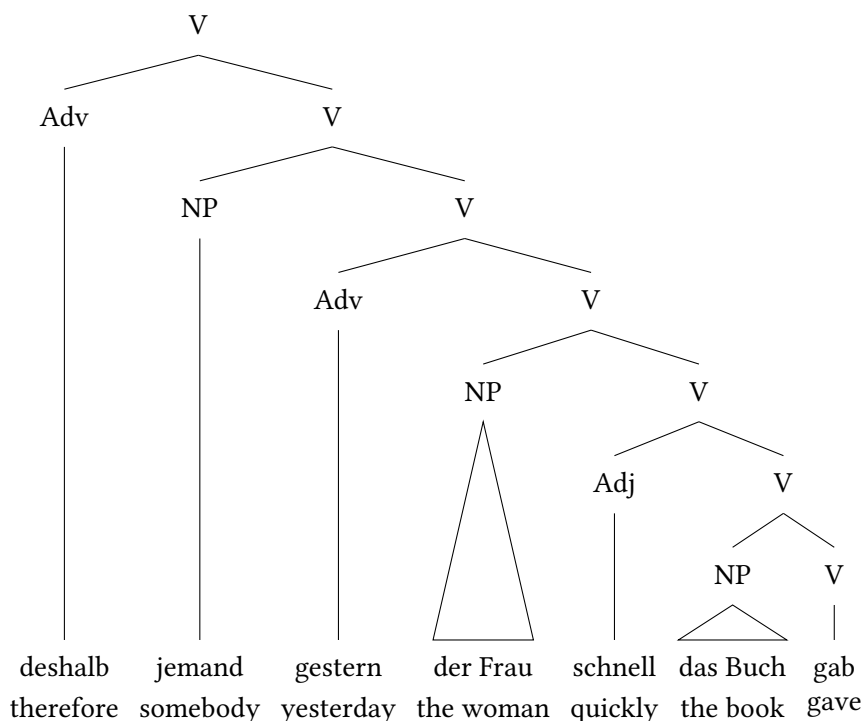 V
Adv V
NP V
Adv V
NP V
Adj V
NP V
deshalb jemand gestern der Frau schnell das Buch gab
therefore somebody yesterday the woman quickly the book gave